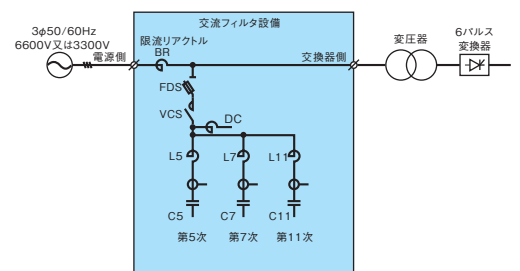 3φ50/60Hz
6600V又は3300V
電源側
交流フィルタ設備
限流リアクトル
BR
交換器側
変圧器
6パルス
変換器
FDS
VCS
DC
L5
L7
L11
C5
C7
C11
第5次
第7次
第11次